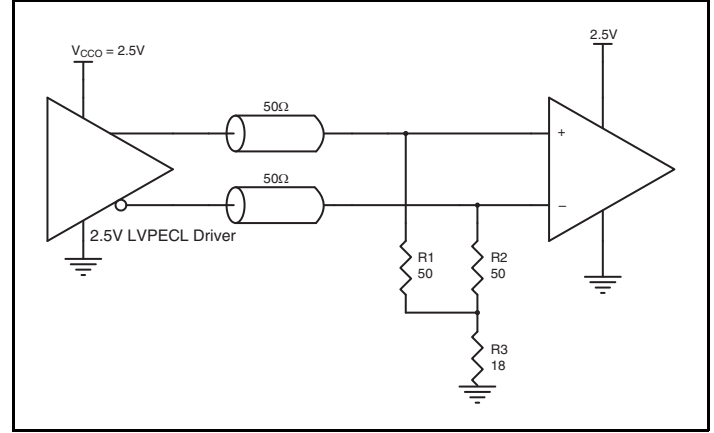 2.5V
V_CCO = 2.5V
50Ω
+
50Ω
–
2.5V LVPECL Driver
R1
50
R2
50
R3
18